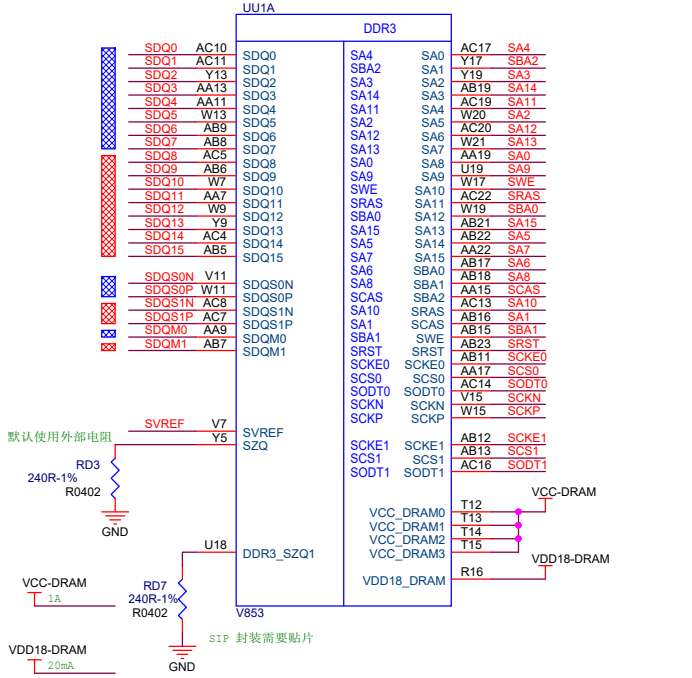 UU1A
DDR3
SDQ0 AC10 SDQ0 SA4 SA0 AC17 SA4
SDQ1 AC11 SDQ1 SBA2 SA1 Y17 SBA2
SDQ2 Y13 SDQ2 SA3 SA2 Y19 SA3
SDQ3 AA13 SDQ3 SA14 SA3 AB19 SA14
SDQ4 AA11 SDQ4 SA11 SA4 AC19 SA11
SDQ5 W13 SDQ5 SA2 SA5 W20 SA2
SDQ6 AB9 SDQ6 SA12 SA6 AC20 SA12
SDQ7 AB8 SDQ7 SA13 SA7 W21 SA13
SDQ8 AC5 SDQ8 SA0 SA8 AA19 SA0
SDQ9 AB6 SDQ9 SA9 SA9 U19 SA9
SDQ10 W7 SDQ10 SWE SA10 W17 SWE
SDQ11 AA7 SDQ11 SRAS SA11 AC22 SRAS
SDQ12 W9 SDQ12 SBA0 SA12 W19 SBA0
SDQ13 Y9 SDQ13 SA15 SA13 AB21 SA15
SDQ14 AC4 SDQ14 SA5 SA14 AB22 SA5
SDQ15 AB5 SDQ15 SA7 SA15 AA22 SA7
SA6 SBA0 AB17 SA6
SDQS0N V11 SDQS0N SA8 SBA1 AB18 SA8
SDQS0P W11 SDQS0P SCAS SBA2 AA15 SCAS
SDQS1N AC8 SDQS1N SA10 SRAS AC13 SA10
SDQS1P AC7 SDQS1P SA1 SCAS AB16 SA1
SDQM0 AA9 SDQM0 SBA1 SWE AB15 SBA1
SDQM1 AB7 SDQM1 SRST SRST AB23 SRST
SCKE0 SCKE0 AB11 SCKE0
SCS0 SCS0 AA17 SCS0
SODT0 SODT0 AC14 SODT0
SCKN SCKN V15 SCKN
SCKP SCKP W15 SCKP
SVREF V7 SVREF
默认使用外部电阻 Y5 SZQ SCKE1 SCKE1 AB12 SCKE1
SCS1 SCS1 AB13 SCS1
SODT1 SODT1 AC16 SODT1
RD3
240R-1%
R0402
GND
VCC-DRAM
VCC_DRAM0 T12
VCC_DRAM1 T13
VCC_DRAM2 T14
VCC_DRAM3 T15
U18 DDR3_SZQ1
VDD18-DRAM
VDD18_DRAM R16
VCC-DRAM
1A
RD7
240R-1%
R0402
V853
SIP 封装需要贴片
GND
VDD18-DRAM
20mA